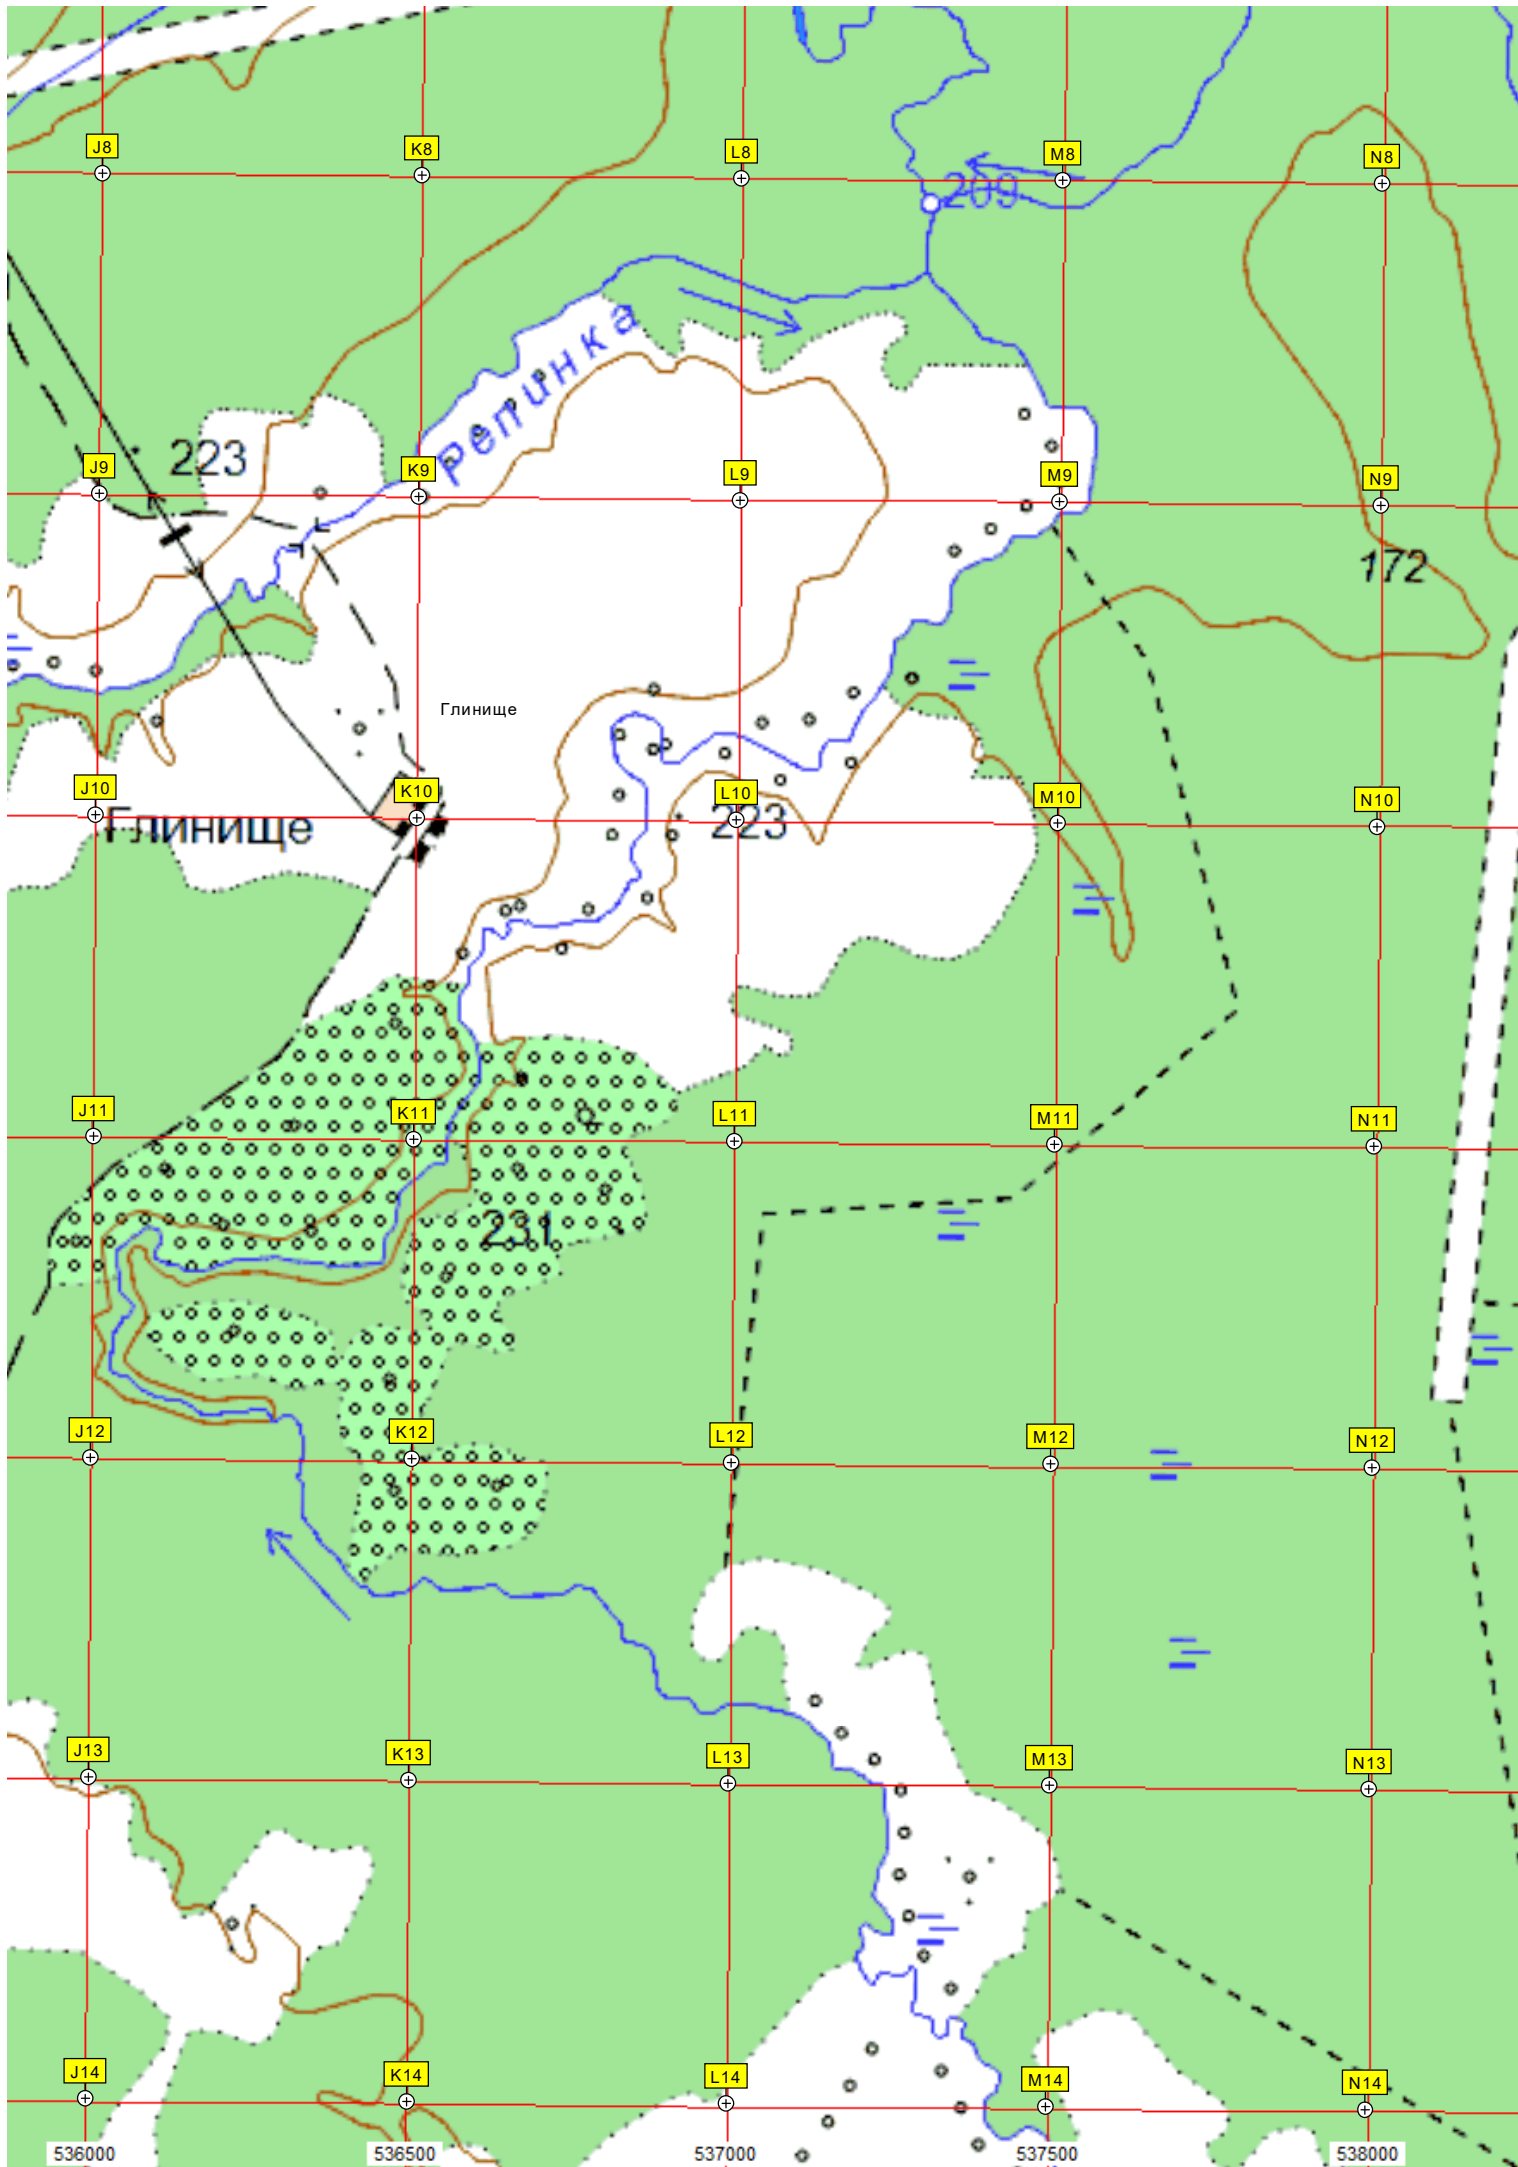 J8 K8 L8 M8 N8
209
Репинка
223
J9 K9 L9 M9 N9
172
Глинище
J10 K10 L10 M10 N10
Глинище 223
J11 K11 L11 M11 N11
231
J12 K12 L12 M12 N12
J13 K13 L13 M13 N13
J14 K14 L14 M14 N14
536000 536500 537000 537500 538000